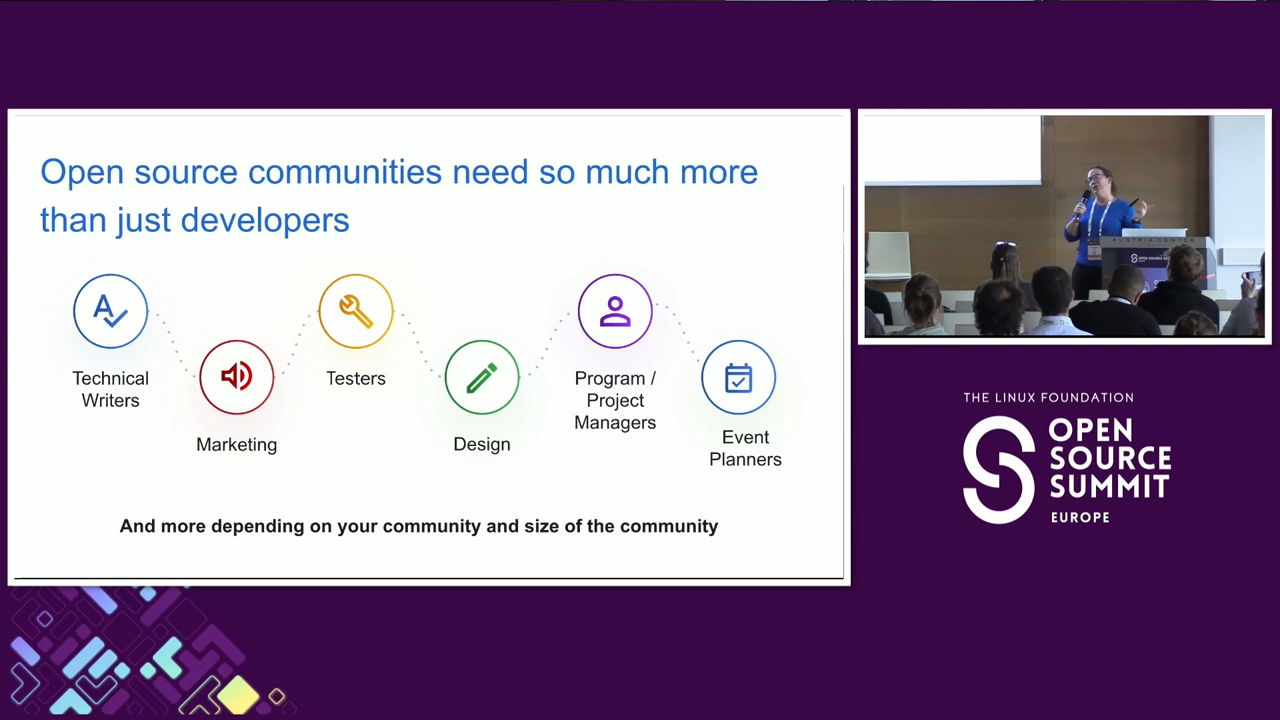 Open source communities need so much more
than just developers
Technical
Writers
Marketing
Testers
Design
Program /
Project
Managers
Event
Planners
And more depending on your community and size of the community
AUSTRIA CENTER
THE LINUX FOUNDATION
OPEN
SOURCE
SUMMIT
EUROPE